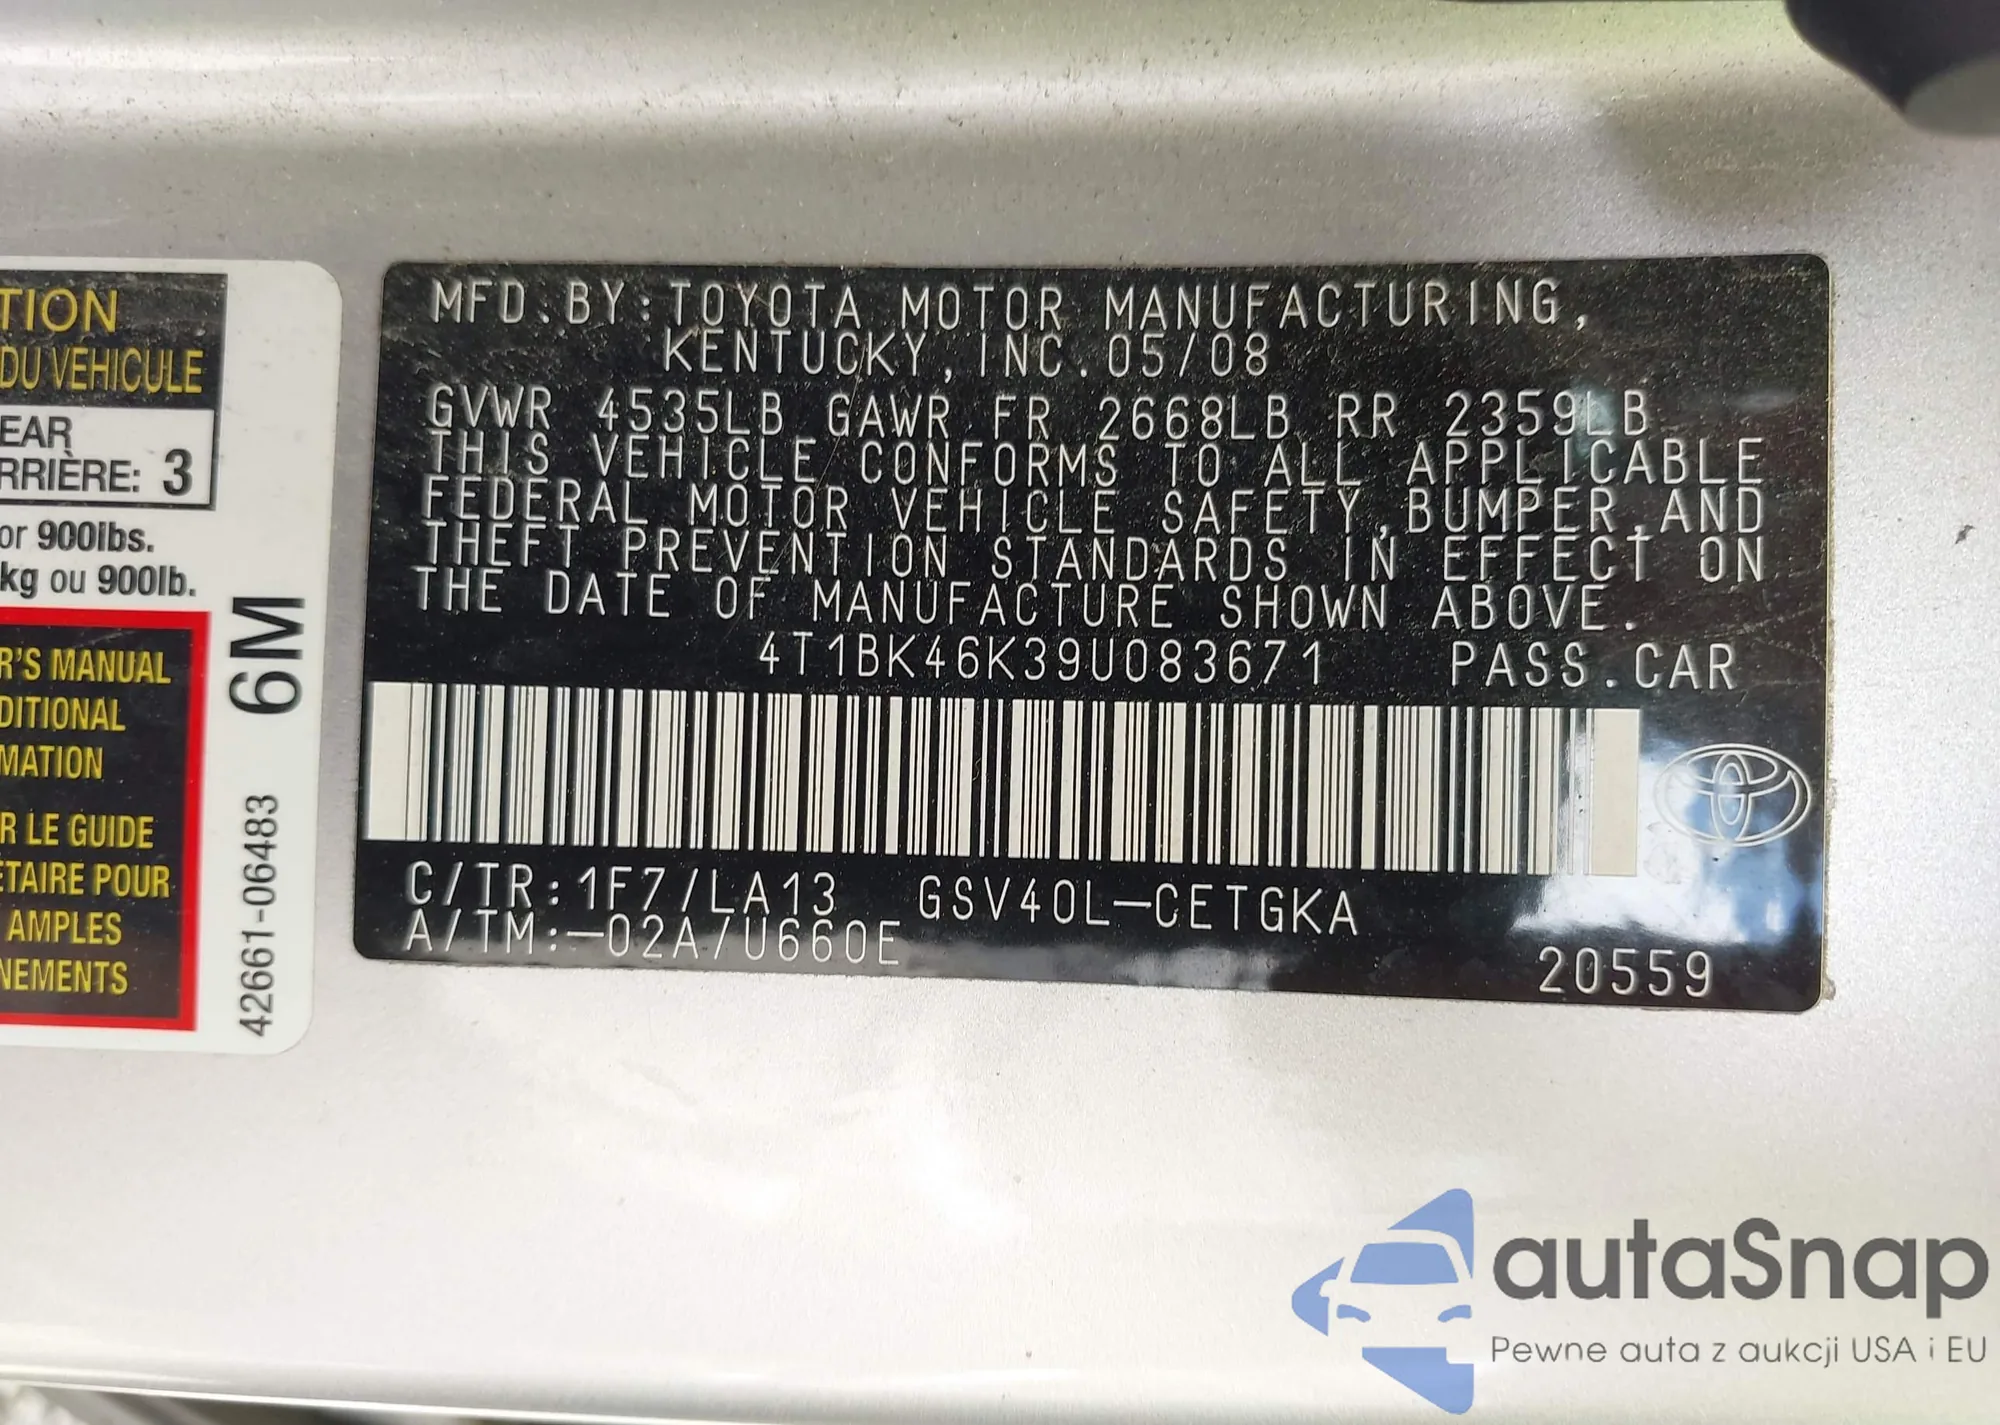 TION
DU VEHICULE
EAR
RRIÈRE: 3
or 900lbs.
kg ou 900lb.
R'S MANUAL
DITIONAL
MATION
R LE GUIDE
ÉTAIRE POUR
AMPLES
NEMENTS
6M
42661-06483
MFD.BY:TOYOTA MOTOR MANUFACTURING,
KENTUCKY,INC.05/08
GVWR 4535LB GAWR FR 2668LB RR 2359LB
THIS VEHICLE CONFORMS TO ALL APPLICABLE
FEDERAL MOTOR VEHICLE SAFETY,BUMPER,AND
THEFT PREVENTION STANDARDS IN EFFECT ON
THE DATE OF MANUFACTURE SHOWN ABOVE.
4T1BK46K39U083671 PASS.CAR
C/TR:1F7/LA13 GSV40L-CETGKA
A/TM:-02A/U660E
20559
autaSnap
Pewne auta z aukcji USA i EU